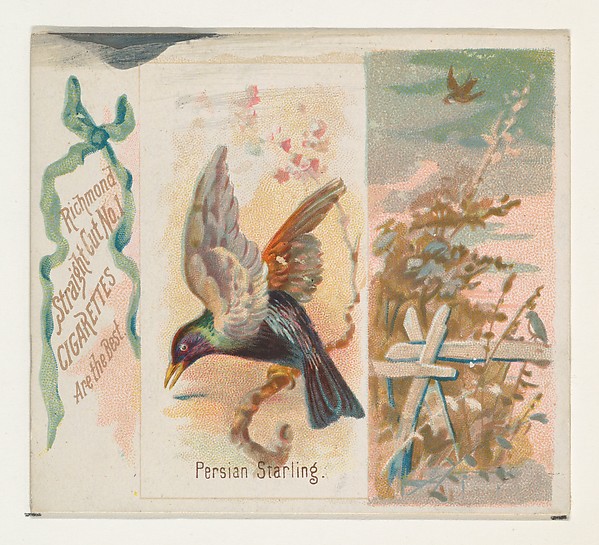 Richmond
Straight Cut No. 1
CIGARETTES
Are the Best
Persian Starling.